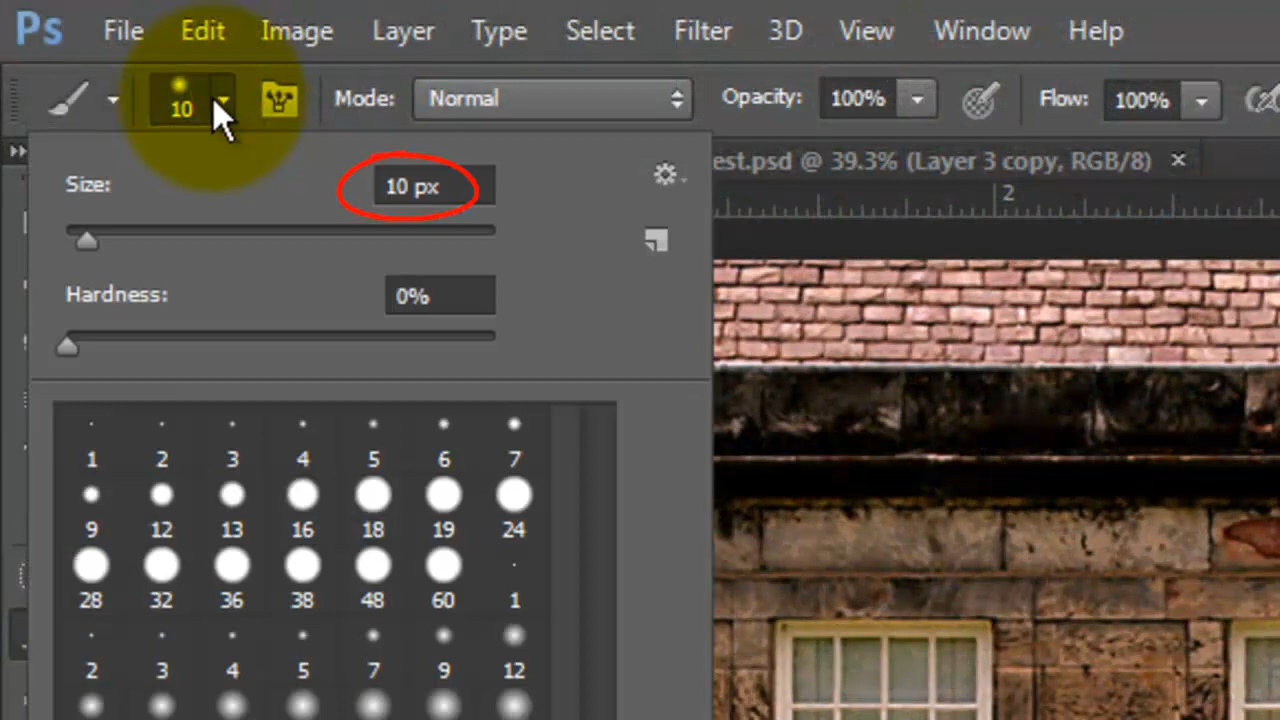 Ps File Edit Image Layer Type Select Filter 3D View Window Help
10 Mode: Normal Opacity: 100% Flow: 100%
est.psd @ 39.3% (Layer 3 copy, RGB/8) ×
Size: 10 px
2
Hardness: 0%
1 2 3 4 5 6 7
9 12 13 16 18 19 24
28 32 36 38 48 60 1
2 3 4 5 7 9 12